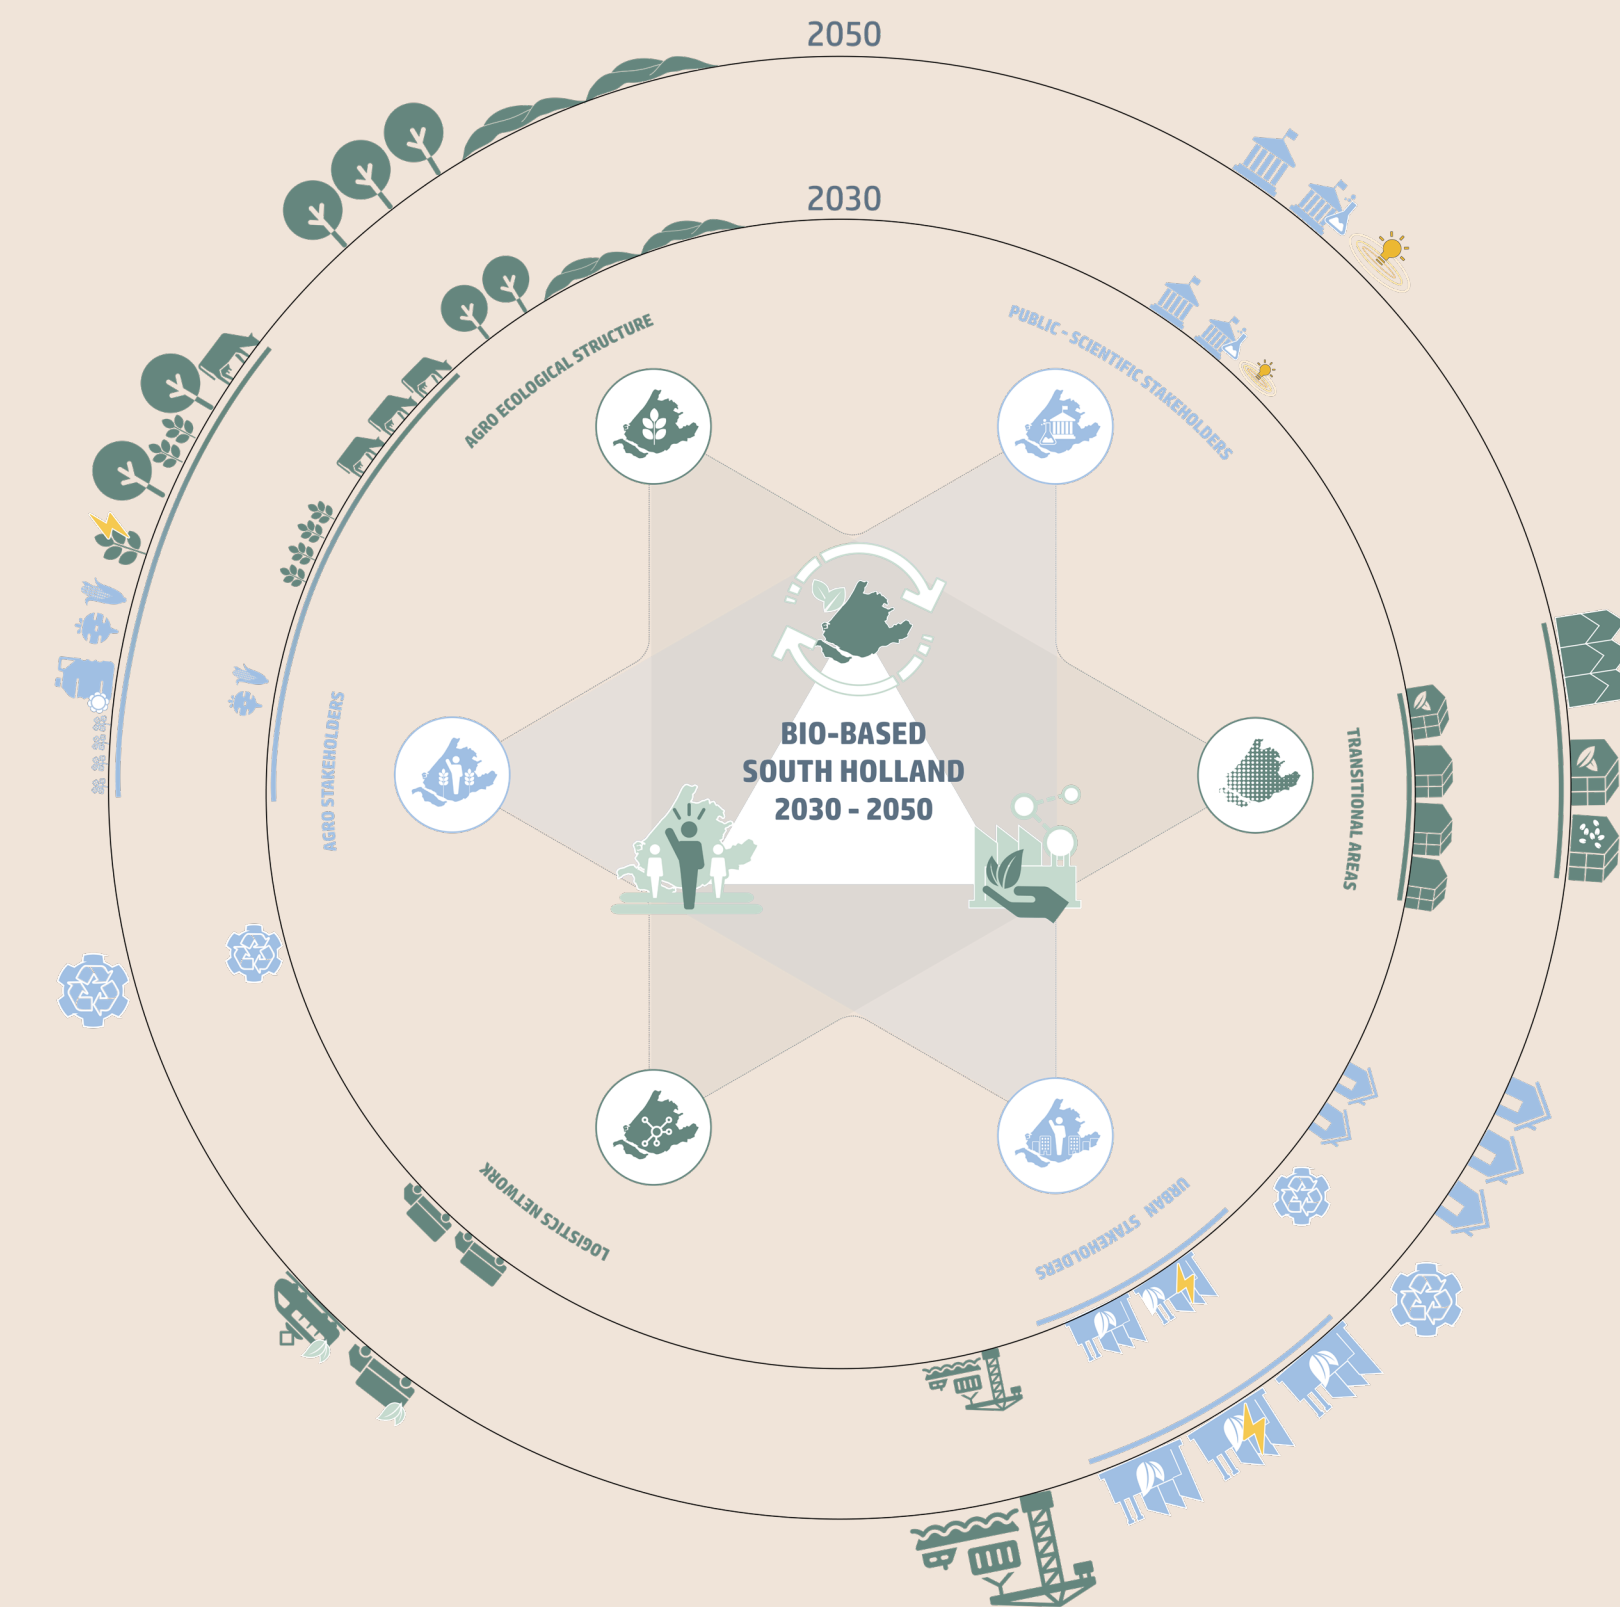 2050
2030
AGRO ECOLOGICAL STRUCTURE
PUBLIC - SCIENTIFIC STAKEHOLDERS
BIO-BASED
SOUTH HOLLAND
2030 - 2050
AGRO STAKEHOLDERS
TRANSITIONAL AREAS
LOGISTICS NETWORK
URBAN STAKEHOLDERS